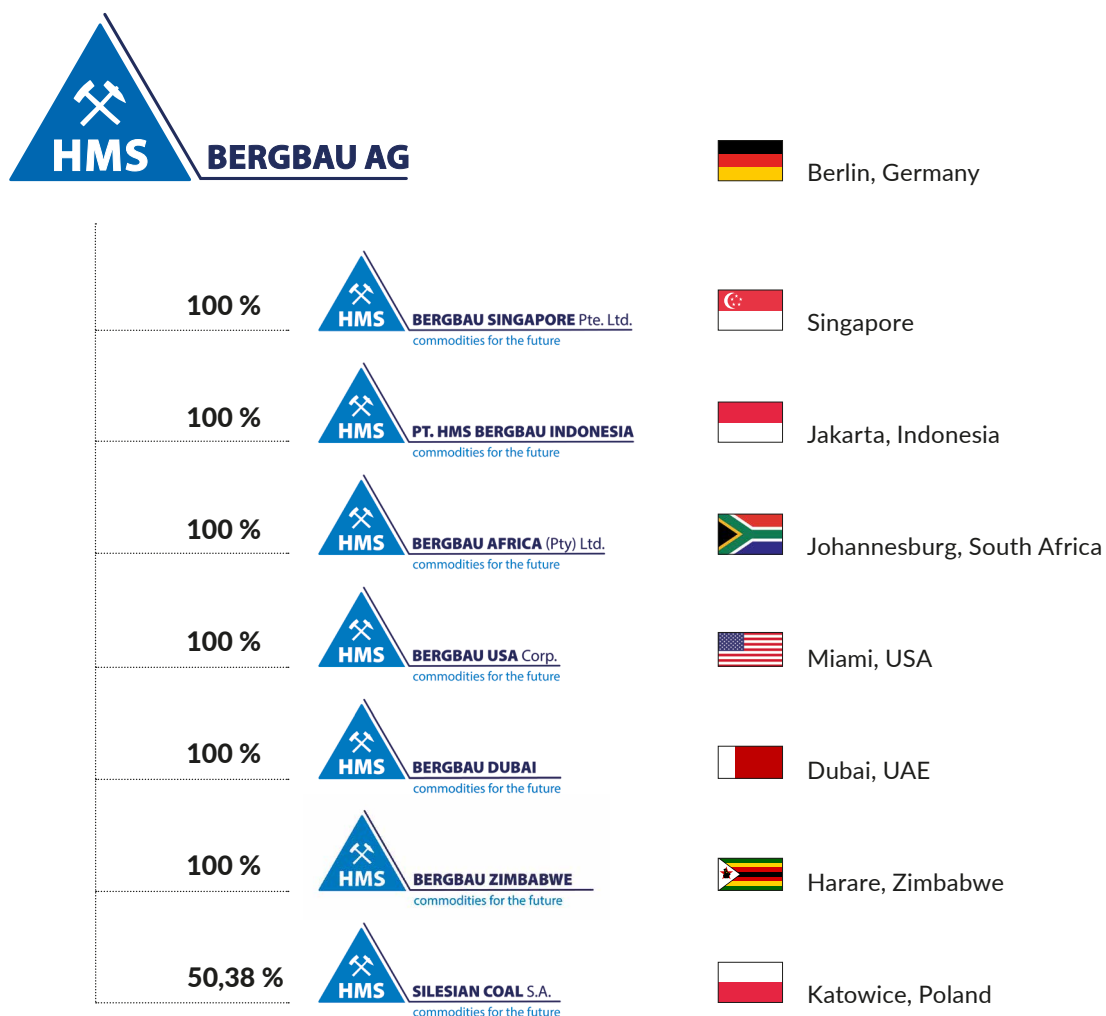 HMS BERGBAU AG
Berlin, Germany
100 %
HMS BERGBAU SINGAPORE Pte. Ltd.
commodities for the future
Singapore
100 %
HMS PT. HMS BERGBAU INDONESIA
commodities for the future
Jakarta, Indonesia
100 %
HMS BERGBAU AFRICA (Pty) Ltd.
commodities for the future
Johannesburg, South Africa
100 %
HMS BERGBAU USA Corp.
commodities for the future
Miami, USA
100 %
HMS BERGBAU DUBAI
commodities for the future
Dubai, UAE
100 %
HMS BERGBAU ZIMBABWE
commodities for the future
Harare, Zimbabwe
50,38 %
HMS SILESIAN COAL S.A.
commodities for the future
Katowice, Poland